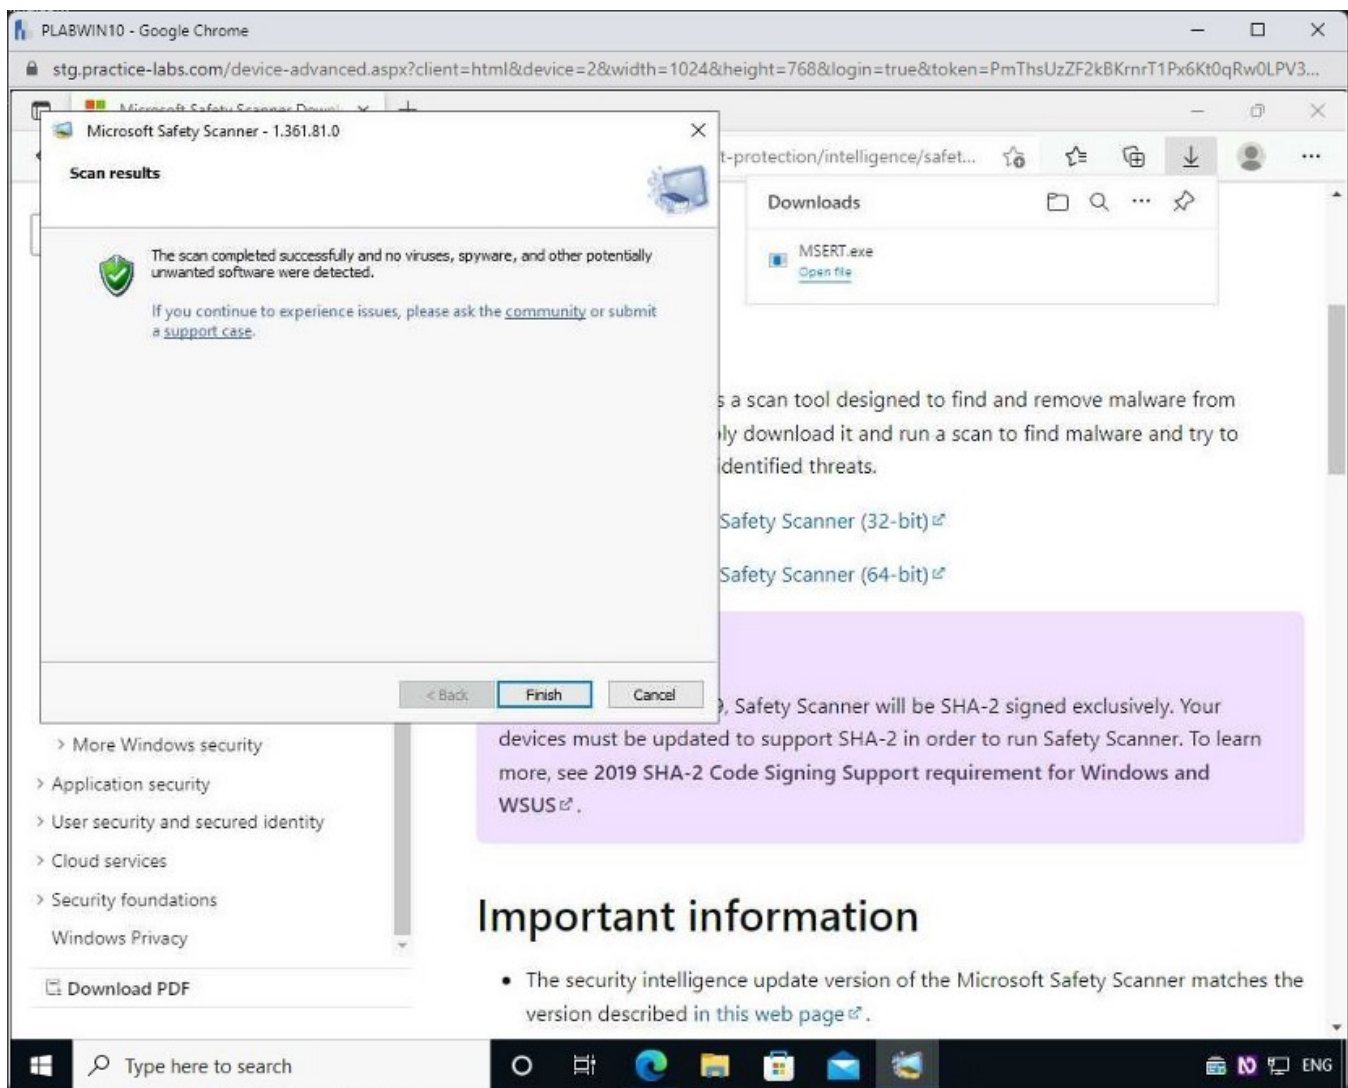 PLABWIN10 - Google Chrome
stg.practice-labs.com/device-advanced.aspx?client=html&device=2&width=1024&height=768&login=true&token=PmThsUzZF2kBKrnrT1Px6Kt0qRw0LPV3...
Microsoft Safety Scanner Downl
Microsoft Safety Scanner - 1.361.81.0
t-protection/intelligence/safet...
Scan results
Downloads
MSERT.exe
Open file
The scan completed successfully and no viruses, spyware, and other potentially
unwanted software were detected.
If you continue to experience issues, please ask the community or submit
a support case.
s a scan tool designed to find and remove malware from
ly download it and run a scan to find malware and try to
identified threats.
Safety Scanner (32-bit)
Safety Scanner (64-bit)
< Back
Finish
Cancel
9, Safety Scanner will be SHA-2 signed exclusively. Your
devices must be updated to support SHA-2 in order to run Safety Scanner. To learn
more, see 2019 SHA-2 Code Signing Support requirement for Windows and
WSUS .
> More Windows security
> Application security
> User security and secured identity
> Cloud services
> Security foundations
Windows Privacy
Download PDF
Important information
• The security intelligence update version of the Microsoft Safety Scanner matches the
version described in this web page .
Type here to search
ENG